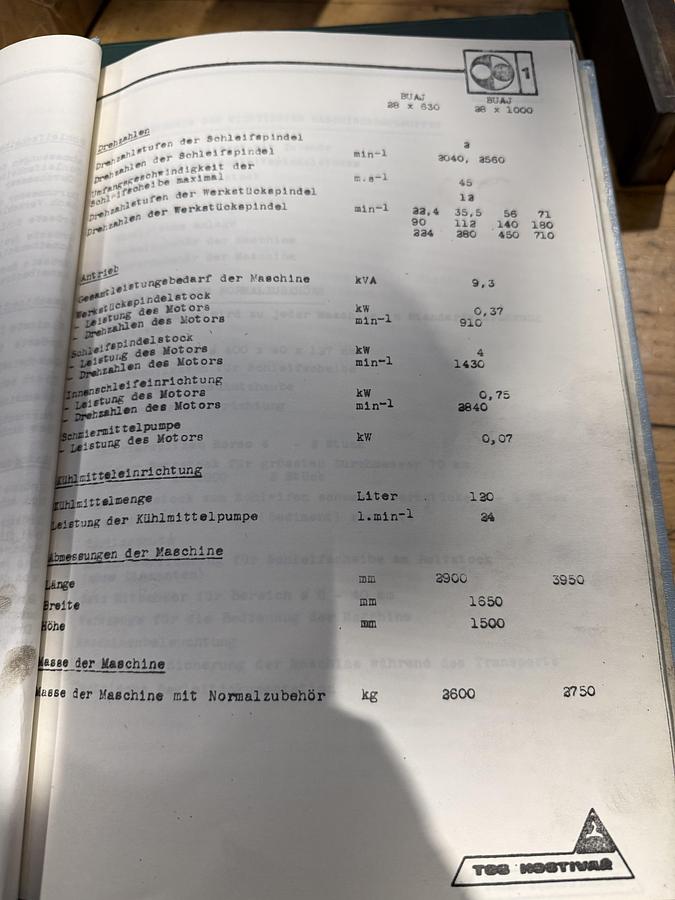 1
BUAJ BUAJ
28 x 630 28 x 1000
Drehzahlen
Drehzahlstufen der Schleifspindel 2
Drehzahlen der Schleifspindel min-1 2040, 2560
Umfangsgeschwindigkeit der
Schleifscheibe maximal m.s-1 45
Drehzahlstufen der Werkstückspindel 12
Drehzahlen der Werkstückspindel min-1 22,4 35,5 56 71
90 112 140 180
224 280 450 710
Antrieb
Gesamtleistungsbedarf der Maschine kVA 9,3
Werkstückspindelstock
- Leistung des Motors kW 0,37
- Drehzahlen des Motors min-1 910
Schleifspindelstock
- Leistung des Motors kW 4
- Drehzahlen des Motors min-1 1430
Innenschleifeinrichtung
- Leistung des Motors kW 0,75
- Drehzahlen des Motors min-1 2840
Schmiermittelpumpe
- Leistung des Motors kW 0,07
Kühlmitteleinrichtung
Kühlmittelmenge Liter 120
Leistung der Kühlmittelpumpe l.min-1 24
Abmessungen der Maschine
Länge mm 2900 3950
Breite mm 1650
Höhe mm 1500
Masse der Maschine
Masse der Maschine mit Normalzubehör kg 2600 2750
TOS HOSTIVAŘ